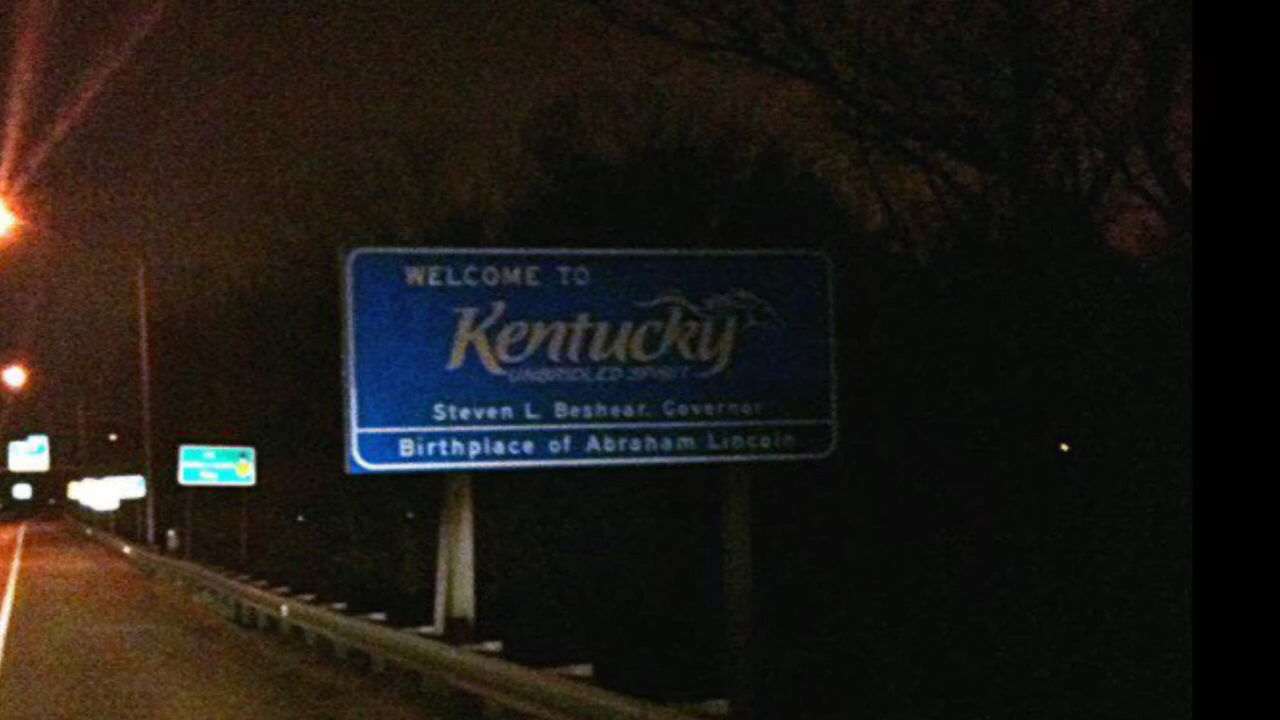 WELCOME TO
Kentucky
UNBRIDLED SPIRIT
Steven L. Beshear, Governor
Birthplace of Abraham Lincoln